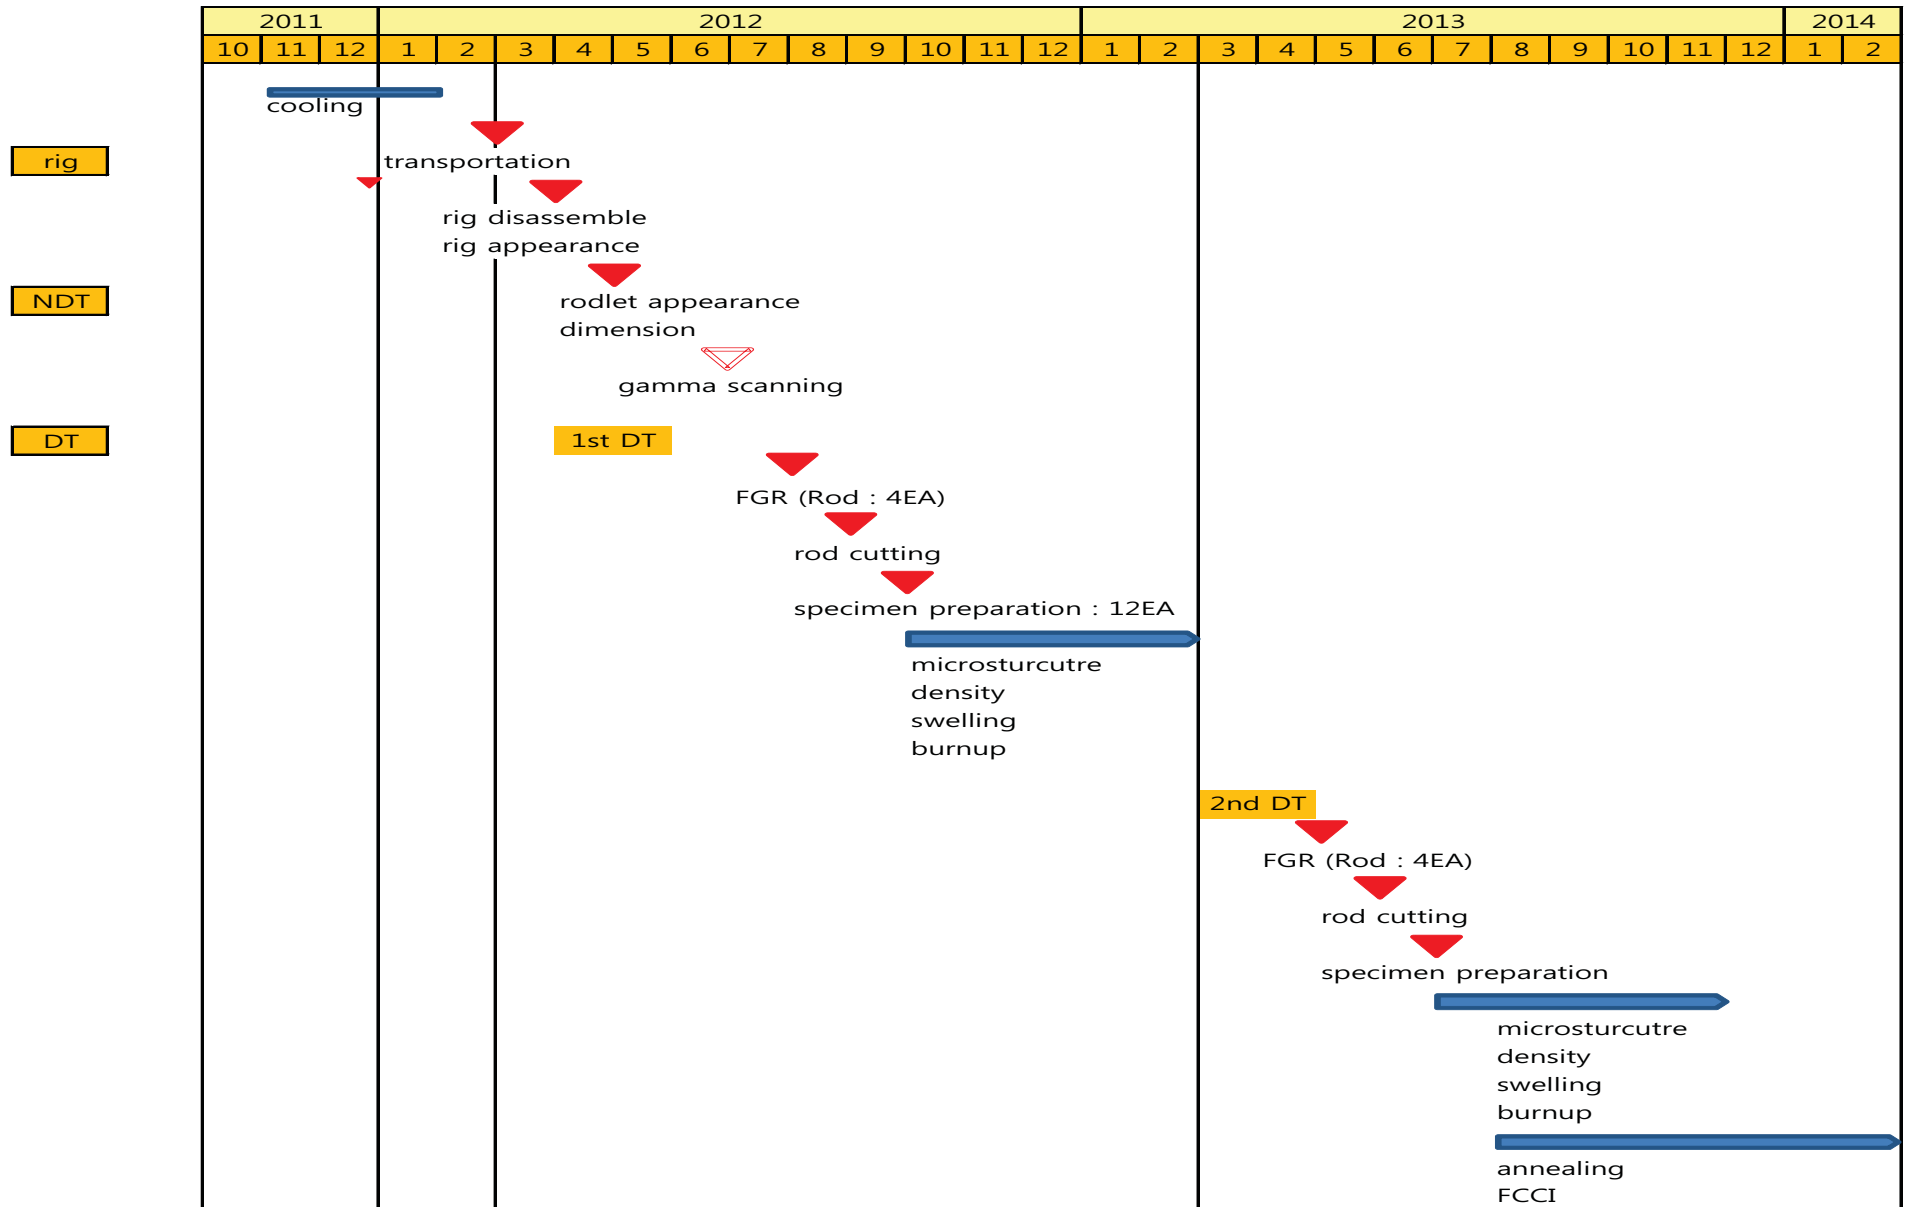 2011 2012 2013 2014
10 11 12 1 2 3 4 5 6 7 8 9 10 11 12 1 2 3 4 5 6 7 8 9 10 11 12 1 2
cooling
rig transportation
rig disassemble
rig appearance
NDT rodlet appearance
dimension
gamma scanning
DT 1st DT
FGR (Rod : 4EA)
rod cutting
specimen preparation : 12EA
microsturcutre
density
swelling
burnup
2nd DT
FGR (Rod : 4EA)
rod cutting
specimen preparation
microsturcutre
density
swelling
burnup
annealing
FCCI